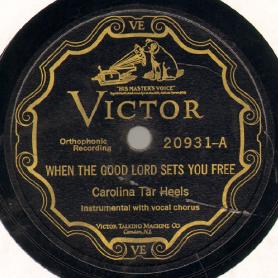 VE
"HIS MASTER'S VOICE"
VICTOR
Orthophonic
Recording
20931-A
WHEN THE GOOD LORD SETS YOU FREE
Carolina Tar Heels
Instrumental with vocal chorus
VICTOR TALKING MACHINE CO
Camden, N.J.
VE